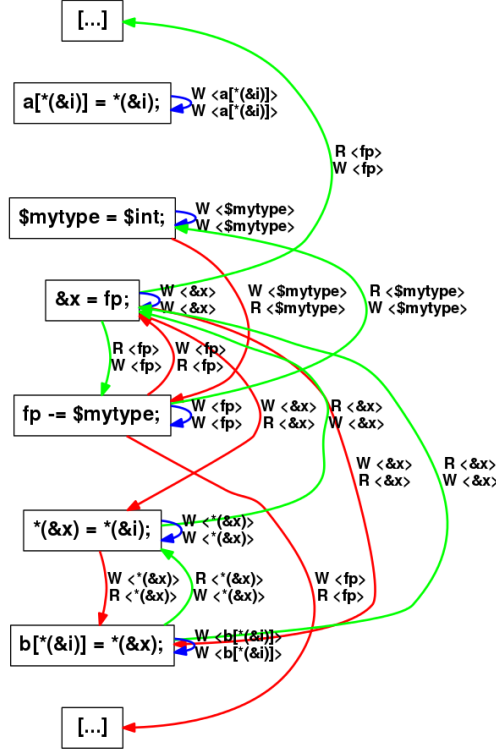 [...]
a[*(&i)] = *(&i);
W <a[*(&i)]>
W <a[*(&i)]>
R <fp>
W <fp>
$mytype = $int;
W <$mytype>
W <$mytype>
&x = fp;
W <&x>
W <&x>
W <$mytype>
R <$mytype>
R <$mytype>
W <$mytype>
R <fp>
W <fp>
W <fp>
R <fp>
fp -= $mytype;
W <fp>
W <fp>
W <&x>
R <&x>
R <&x>
W <&x>
W <&x>
R <&x>
R <&x>
W <&x>
*(&x) = *(&i);
W <*(&x)>
W <*(&x)>
W <*(&x)>
R <*(&x)>
R <*(&x)>
W <*(&x)>
W <fp>
R <fp>
b[*(&i)] = *(&x);
W <b[*(&i)]>
W <b[*(&i)]>
[...]